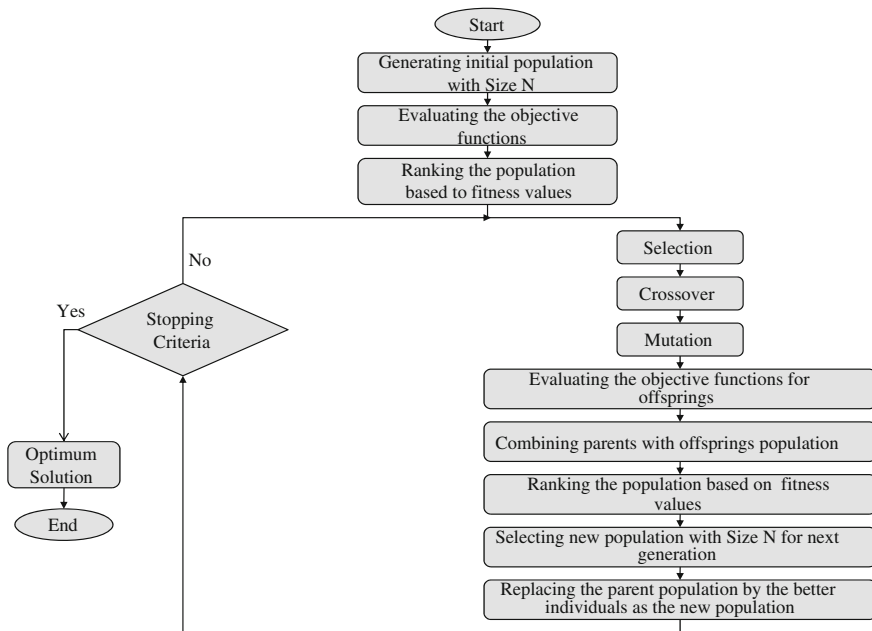 Start
Generating initial population
with Size N
Evaluating the objective
functions
Ranking the population
based to fitness values
No
Yes
Stopping
Criteria
Optimum
Solution
End
Selection
Crossover
Mutation
Evaluating the objective functions for
offsprings
Combining parents with offsprings population
Ranking the population based on fitness
values
Selecting new population with Size N for next
generation
Replacing the parent population by the better
individuals as the new population